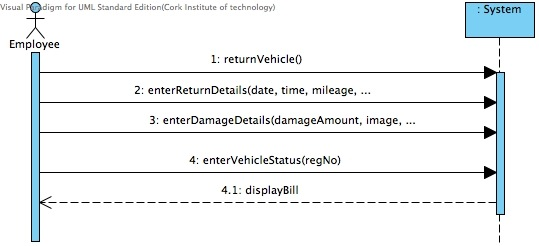 Visual Paradigm for UML Standard Edition(Cork Institute of technology)
: System
Employee
1: returnVehicle()
2: enterReturnDetails(date, time, mileage, ...
3: enterDamageDetails(damageAmount, image, ...
4: enterVehicleStatus(regNo)
4.1: displayBill